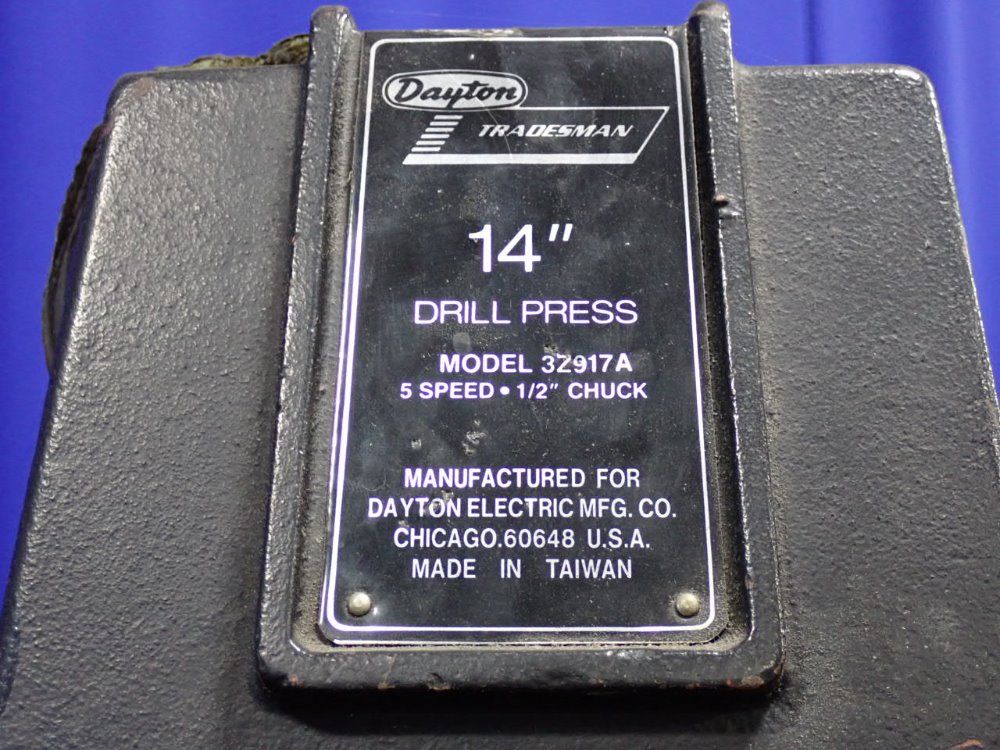 Dayton
TRADESMAN
14"
DRILL PRESS
MODEL 3Z917A
5 SPEED • 1/2" CHUCK
MANUFACTURED FOR
DAYTON ELECTRIC MFG. CO.
CHICAGO.60648 U.S.A.
MADE IN TAIWAN